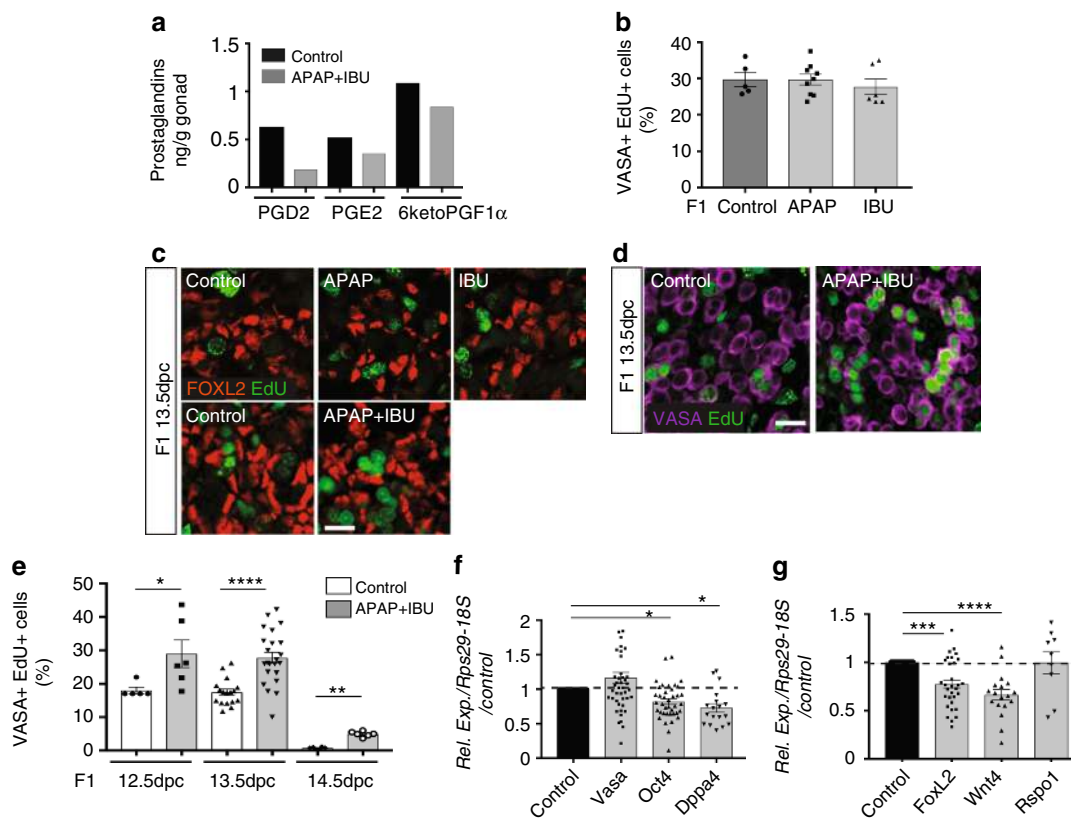 a
Prostaglandins
ng/g gonad
1.5
1
0.5
0
Control
APAP+IBU
PGD2 PGE2 6ketoPGF1α
b
VASA+ EdU+ cells
(%)
40
30
20
10
0
F1 Control APAP IBU
c
F1 13.5dpc
Control APAP IBU
FOXL2 EdU
Control APAP+IBU
d
F1 13.5dpc
Control APAP+IBU
VASA EdU
e
VASA+ EdU+ cells
(%)
50
40
30
20
10
0
* **** **
Control
APAP+IBU
F1 12.5dpc 13.5dpc 14.5dpc
f
Rel. Exp./Rps29-18S
/control
2
1.5
1
0.5
0
*
*
Control Vasa Oct4 Dppa4
g
Rel. Exp./Rps29-18S
/control
1.5
1
0.5
0
****
***
Control FoxL2 Wnt4 Rspo1